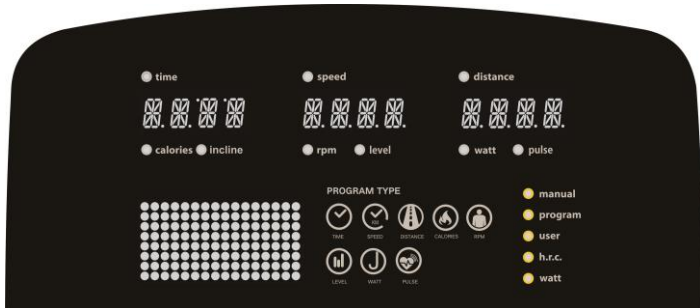 time speed distance
calories incline rpm level watt pulse
PROGRAM TYPE
manual
program
user
h.r.c.
watt
TIME SPEED DISTANCE CALORIES RPM
LEVEL WATT PULSE